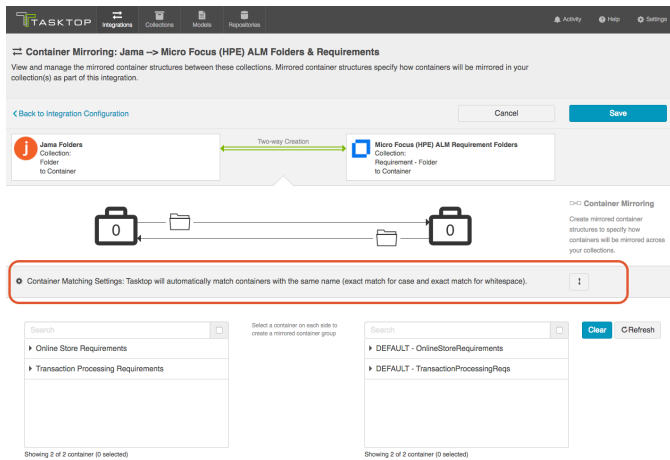 TASKTOP
Integrations
Collections
Models
Repositories
Activity
Help
Settings
Container Mirroring: Jama --> Micro Focus (HPE) ALM Folders & Requirements
View and manage the mirrored container structures between these collections. Mirrored container structures specify how containers will be mirrored in your
collection(s) as part of this integration.
Back to Integration Configuration
Cancel
Save
j
Jama Folders
Collection:
Folder
to Container
Two-way Creation
Micro Focus (HPE) ALM Requirement Folders
Collection:
Requirement - Folder
to Container
0
0
Container Mirroring
Create mirrored container
structures to specify how
containers will be mirrored across
your collections.
Container Matching Settings: Tasktop will automatically match containers with the same name (exact match for case and exact match for whitespace).
Search
Select a container on each side to
create a mirrored container group
Search
Clear
Refresh
Online Store Requirements
Transaction Processing Requirements
DEFAULT - OnlineStoreRequirements
DEFAULT - TransactionProcessingReqs
Showing 2 of 2 container (0 selected)
Showing 2 of 2 container (0 selected)